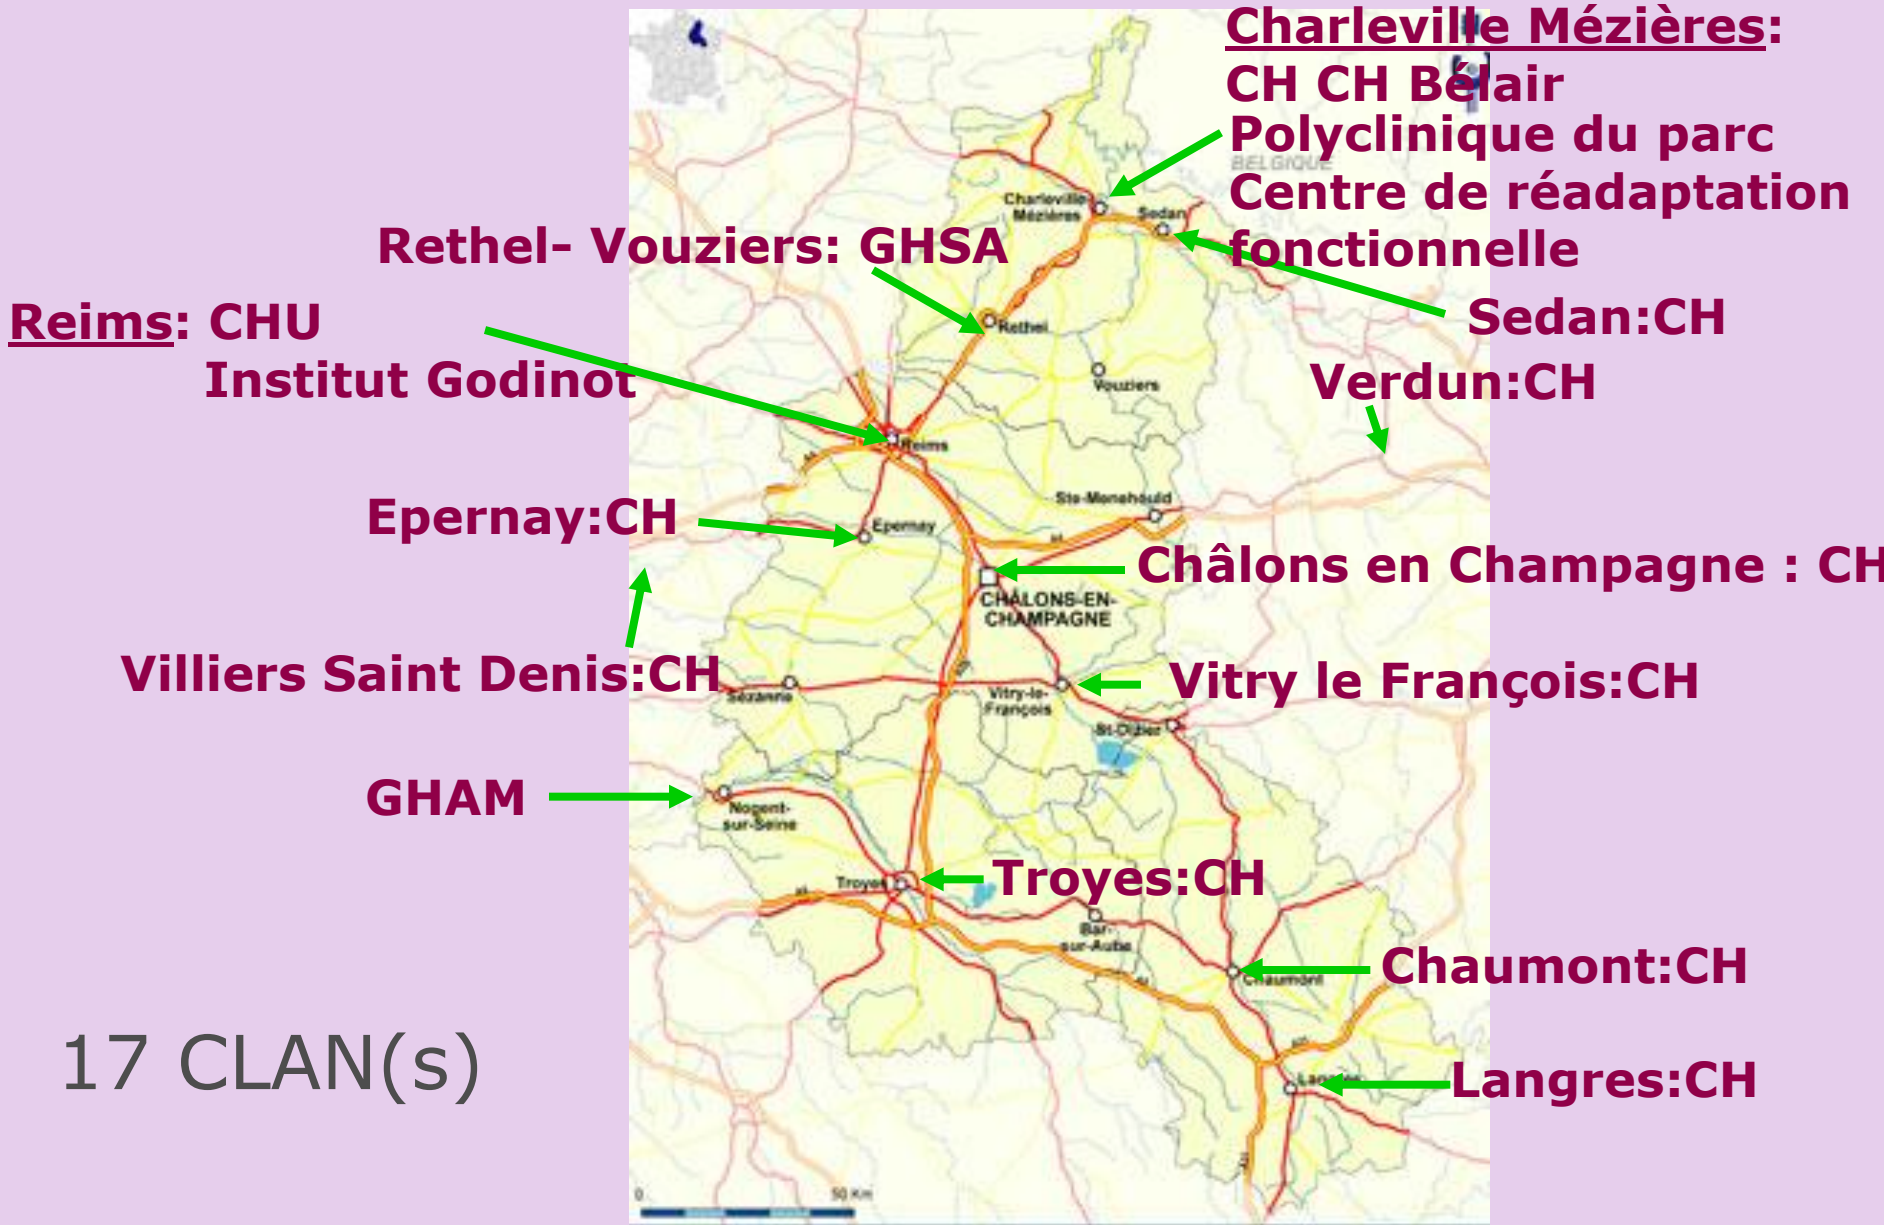 Charleville Mézières:
CH CH Bélair
Polyclinique du parc
BELGIQUE
Centre de réadaptation
fonctionnelle
Charleville-
Mézières
Sedan
Rethel- Vouziers: GHSA
Reims: CHU
Institut Godinot
Sedan:CH
Rethel
Verdun:CH
Vouziers
Reims
Epernay:CH
Ste-Menehould
Epernay
Châlons en Champagne : CH
CHÂLONS-EN-
CHAMPAGNE
Villiers Saint Denis:CH
Sézanne
Vitry-le-
François
Vitry le François:CH
St-Dizier
GHAM
Nogent-
sur-Seine
Troyes
Troyes:CH
Bar-
sur-Aube
Chaumont
Chaumont:CH
17 CLAN(s)
Langres
Langres:CH
0 50 Km